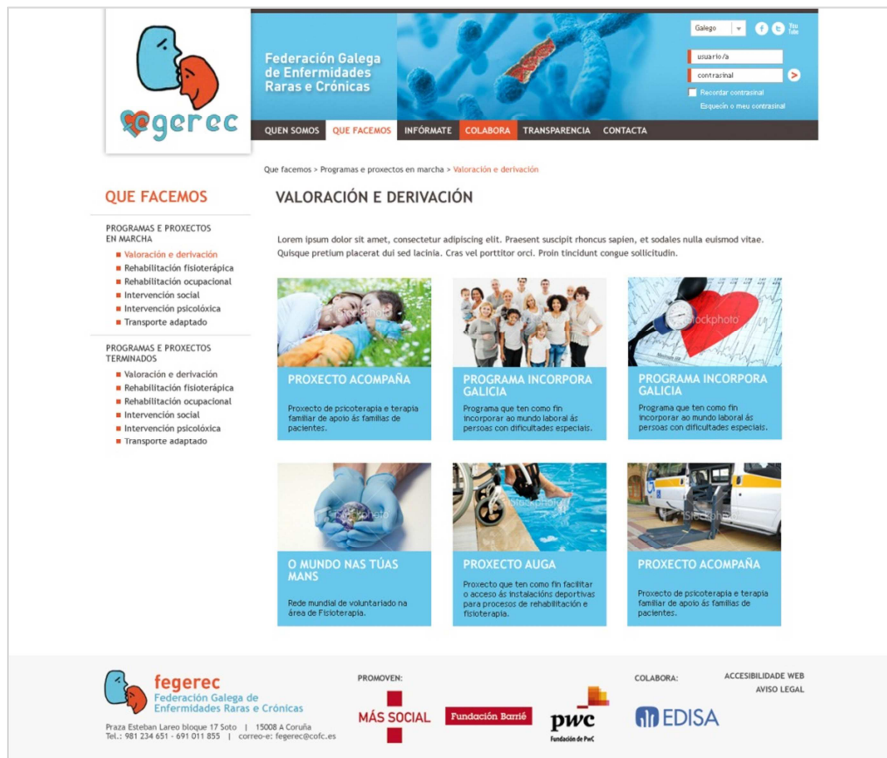 fegerec
Federación Galega
de Enfermidades
Raras e Crónicas
Galego
You
Tube
usuario/a
contrasinal
Recordar contrasinal
Esquecín o meu contrasinal
QUEN SOMOS QUE FACEMOS INFÓRMATE COLABORA TRANSPARENCIA CONTACTA
Que facemos > Programas e proxectos en marcha > Valoración e derivación
QUE FACEMOS
PROGRAMAS E PROXECTOS
EN MARCHA
Valoración e derivación
Rehabilitación fisioterápica
Rehabilitación ocupacional
Intervención social
Intervención psicolóxica
Transporte adaptado
PROGRAMAS E PROXECTOS
TERMINADOS
Valoración e derivación
Rehabilitación fisioterápica
Rehabilitación ocupacional
Intervención social
Intervención psicolóxica
Transporte adaptado
VALORACIÓN E DERIVACIÓN
Lorem ipsum dolor sit amet, consectetur adipiscing elit. Praesent suscipit rhoncus sapien, et sodales nulla euismod vitae.
Quisque pretium placerat dui sed lacinia. Cras vel porttitor orci. Proin tincidunt congue sollicitudin.
PROXECTO ACOMPAÑA
Proxecto de psicoterapia e terapia
familiar de apoio ás familias de
pacientes.
PROGRAMA INCORPORA
GALICIA
Programa que ten como fin
incorporar ao mundo laboral ás
persoas con dificultades especiais.
iStockphoto
PROGRAMA INCORPORA
GALICIA
Programa que ten como fin
incorporar ao mundo laboral ás
persoas con dificultades especiais.
O MUNDO NAS TÚAS
MANS
Rede mundial de voluntariado na
área de Fisioterapia.
iStockphoto
PROXECTO AUGA
Proxecto que ten como fin facilitar
o acceso ás instalacións deportivas
para procesos de rehabilitación e
fisioterapia.
iStockphoto
PROXECTO ACOMPAÑA
Proxecto de psicoterapia e terapia
familiar de apoio ás familias de
pacientes.
fegerec
Federación Galega de
Enfermidades Raras e Crónicas
Praza Esteban Lareo bloque 17 Soto | 15008 A Coruña
Tel.: 981 234 651 - 691 011 855 | correo-e: fegerec@cofc.es
PROMOVEN:
MÁS SOCIAL
Fundación Barrié
pwc
Fundación de PwC
COLABORA:
EDISA
ACCESIBILIDADE WEB
AVISO LEGAL